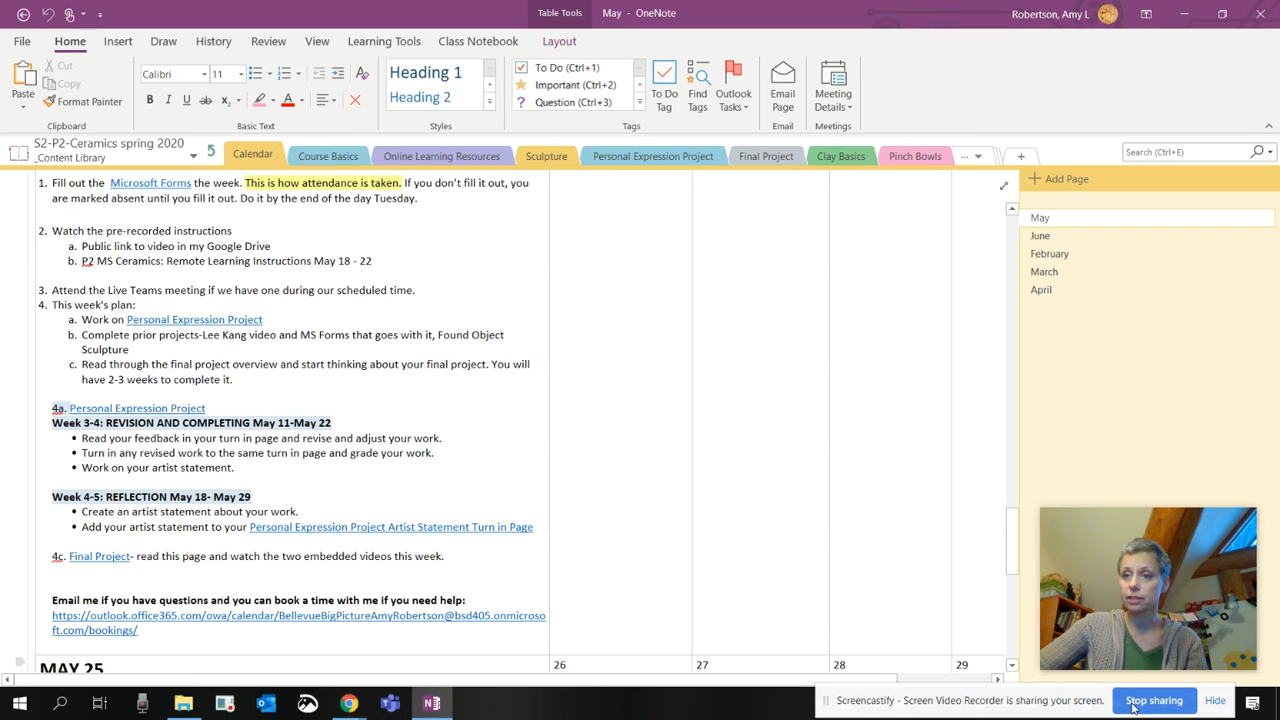 Table Tools
May - OneNote
Robertson, Amy L
File Home Insert Draw History Review View Learning Tools Class Notebook Layout
Paste
Cut
Copy
Format Painter
Clipboard
Calibri 11
B I U ab x₂ A
Basic Text
Heading 1
Heading 2
Styles
To Do (Ctrl+1)
Important (Ctrl+2)
? Question (Ctrl+3)
To Do Tag
Find Tags
Outlook Tasks
Tags
Email Page
Email
Meeting Details
Meetings
S2-P2-Ceramics spring 2020
_Content Library
Calendar Course Basics Online Learning Resources Sculpture Personal Expression Project Final Project Clay Basics Pinch Bowls ... +
Search (Ctrl+E)
1. Fill out the Microsoft Forms the week. This is how attendance is taken. If you don't fill it out, you
are marked absent until you fill it out. Do it by the end of the day Tuesday.
2. Watch the pre-recorded instructions
a. Public link to video in my Google Drive
b. P2 MS Ceramics: Remote Learning Instructions May 18 - 22
3. Attend the Live Teams meeting if we have one during our scheduled time.
4. This week's plan:
a. Work on Personal Expression Project
b. Complete prior projects-Lee Kang video and MS Forms that goes with it, Found Object
Sculpture
c. Read through the final project overview and start thinking about your final project. You will
have 2-3 weeks to complete it.
4a. Personal Expression Project
Week 3-4: REVISION AND COMPLETING May 11-May 22
• Read your feedback in your turn in page and revise and adjust your work.
• Turn in any revised work to the same turn in page and grade your work.
• Work on your artist statement.
Week 4-5: REFLECTION May 18- May 29
• Create an artist statement about your work.
• Add your artist statement to your Personal Expression Project Artist Statement Turn in Page
4c. Final Project- read this page and watch the two embedded videos this week.
Email me if you have questions and you can book a time with me if you need help:
https://outlook.office365.com/owa/calendar/BellevueBigPictureAmyRobertson@bsd405.onmicroso
ft.com/bookings/
MAY 25
26 27 28 29
+ Add Page
May
June
February
March
April
Screencastify - Screen Video Recorder is sharing your screen. Stop sharing Hide